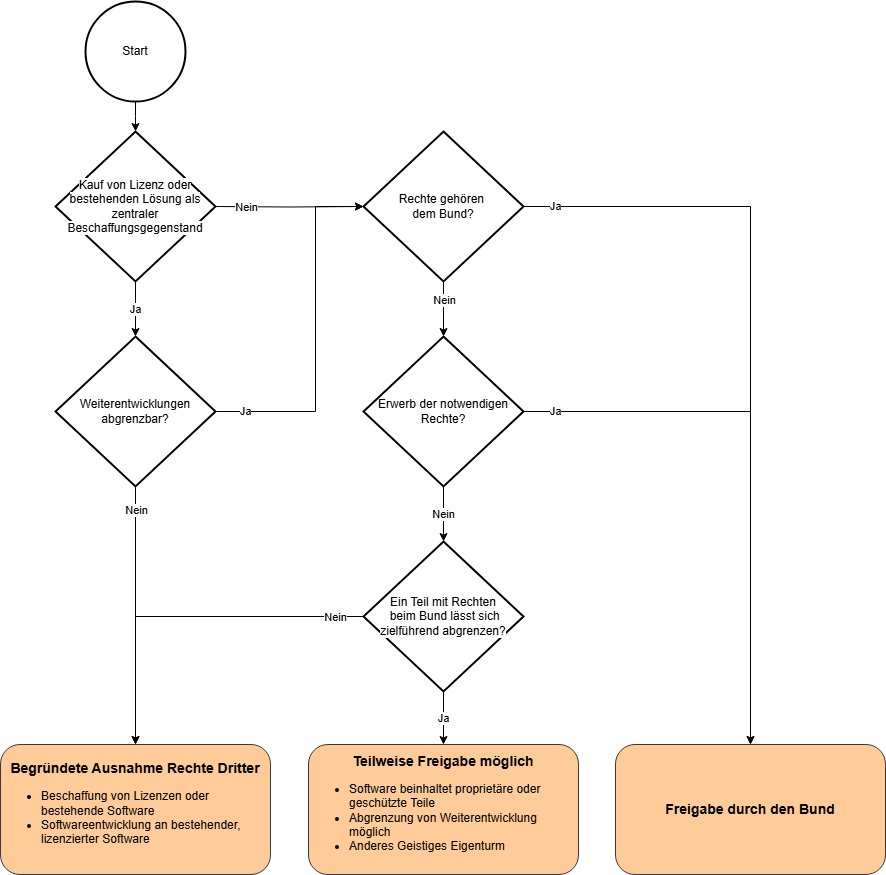 Start
Kauf von Lizenz oder
bestehenden Lösung als
zentraler
Beschaffungsgegenstand
Nein
Rechte gehören
dem Bund?
Ja
Ja
Nein
Weiterentwicklungen
abgrenzbar?
Ja
Erwerb der notwendigen
Rechte?
Ja
Nein
Nein
Ein Teil mit Rechten
beim Bund lässt sich
zielführend abgrenzen?
Nein
Ja
Begründete Ausnahme Rechte Dritter
• Beschaffung von Lizenzen oder
bestehende Software
• Softwareentwicklung an bestehender,
lizenzierter Software
Teilweise Freigabe möglich
• Software beinhaltet proprietäre oder
geschützte Teile
• Abgrenzung von Weiterentwicklung
möglich
• Anderes Geistiges Eigenturm
Freigabe durch den Bund